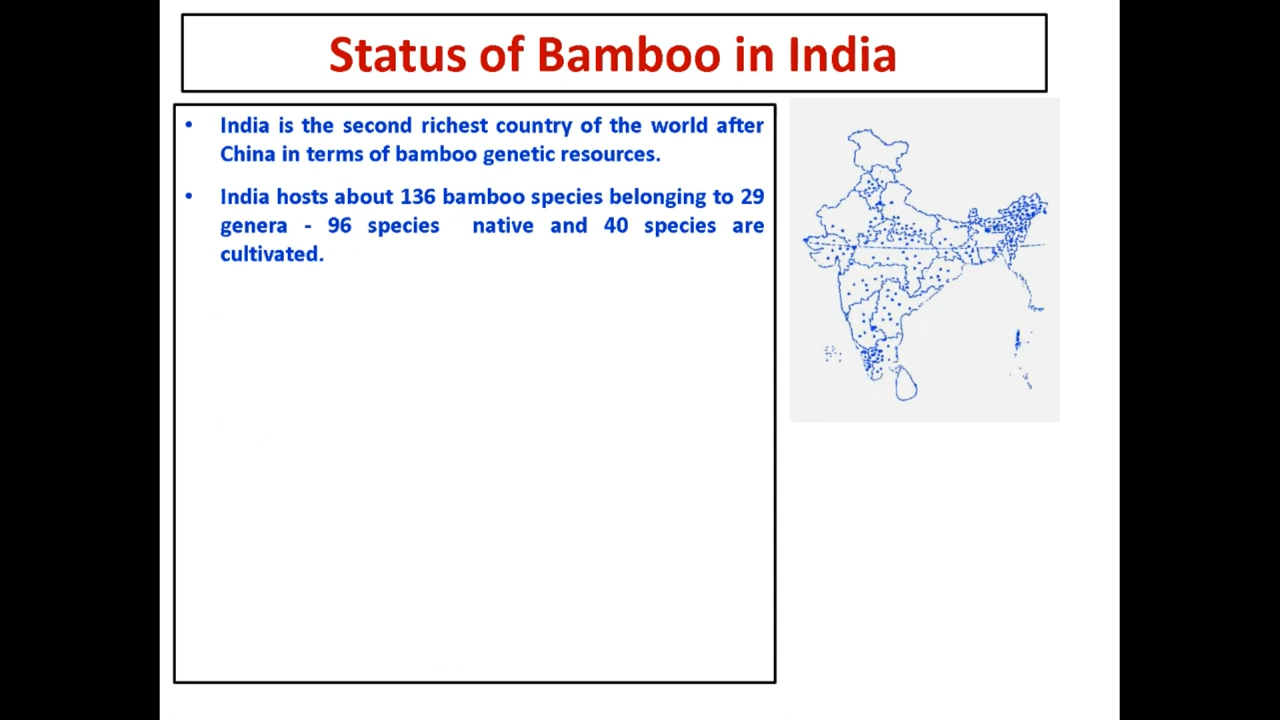 Status of Bamboo in India
• India is the second richest country of the world after
China in terms of bamboo genetic resources.
• India hosts about 136 bamboo species belonging to 29
genera - 96 species native and 40 species are
cultivated.